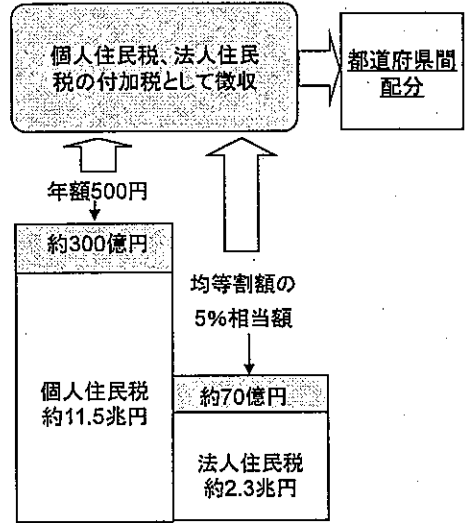 個人住民税、法人住民
税の付加税として徴収
都道府県間
配分
年額500円
約300億円
均等割額の
5%相当額
個人住民税
約11.5兆円
約70億円
法人住民税
約2.3兆円